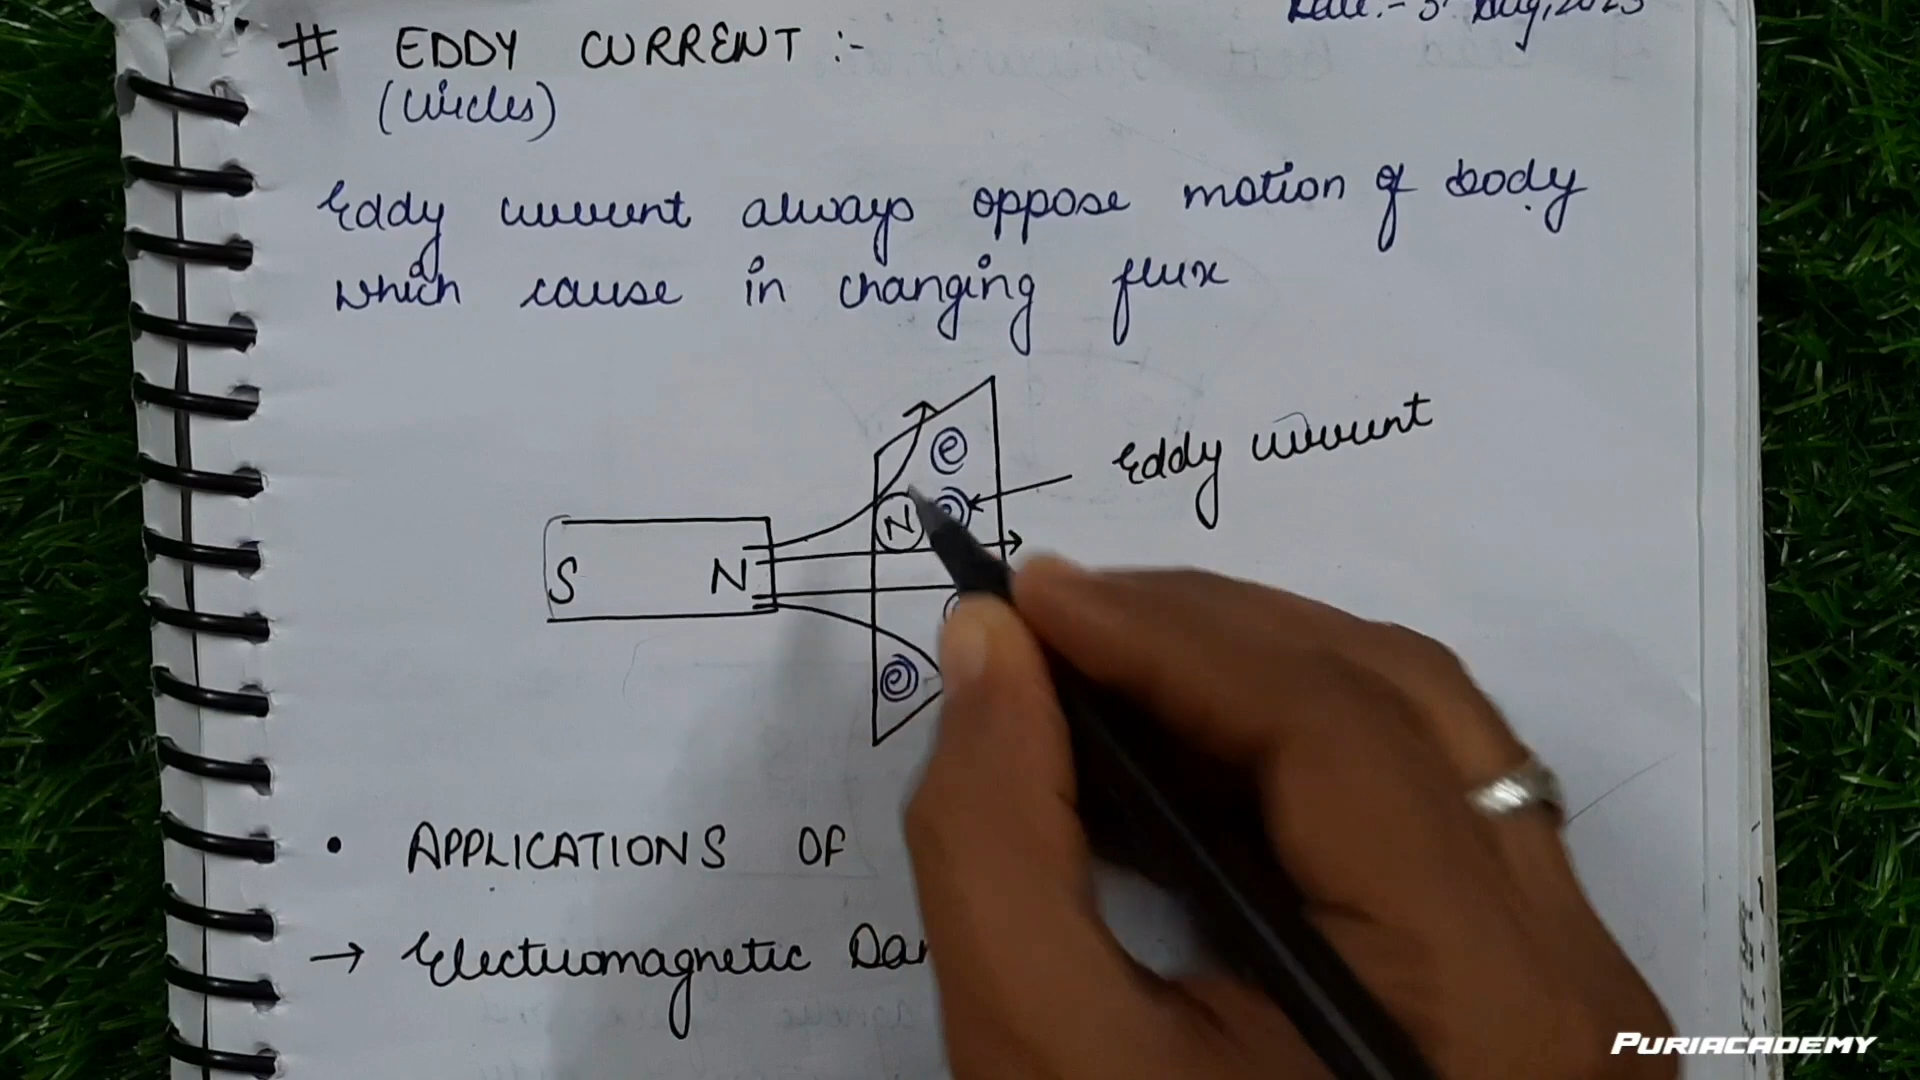 # EDDY CURRENT :-
(Circles)
Eddy current always oppose motion of body
which cause in changing flux
Eddy current
e
N
S N
e
• APPLICATIONS OF
→ Electromagnetic
PURIACADEMY